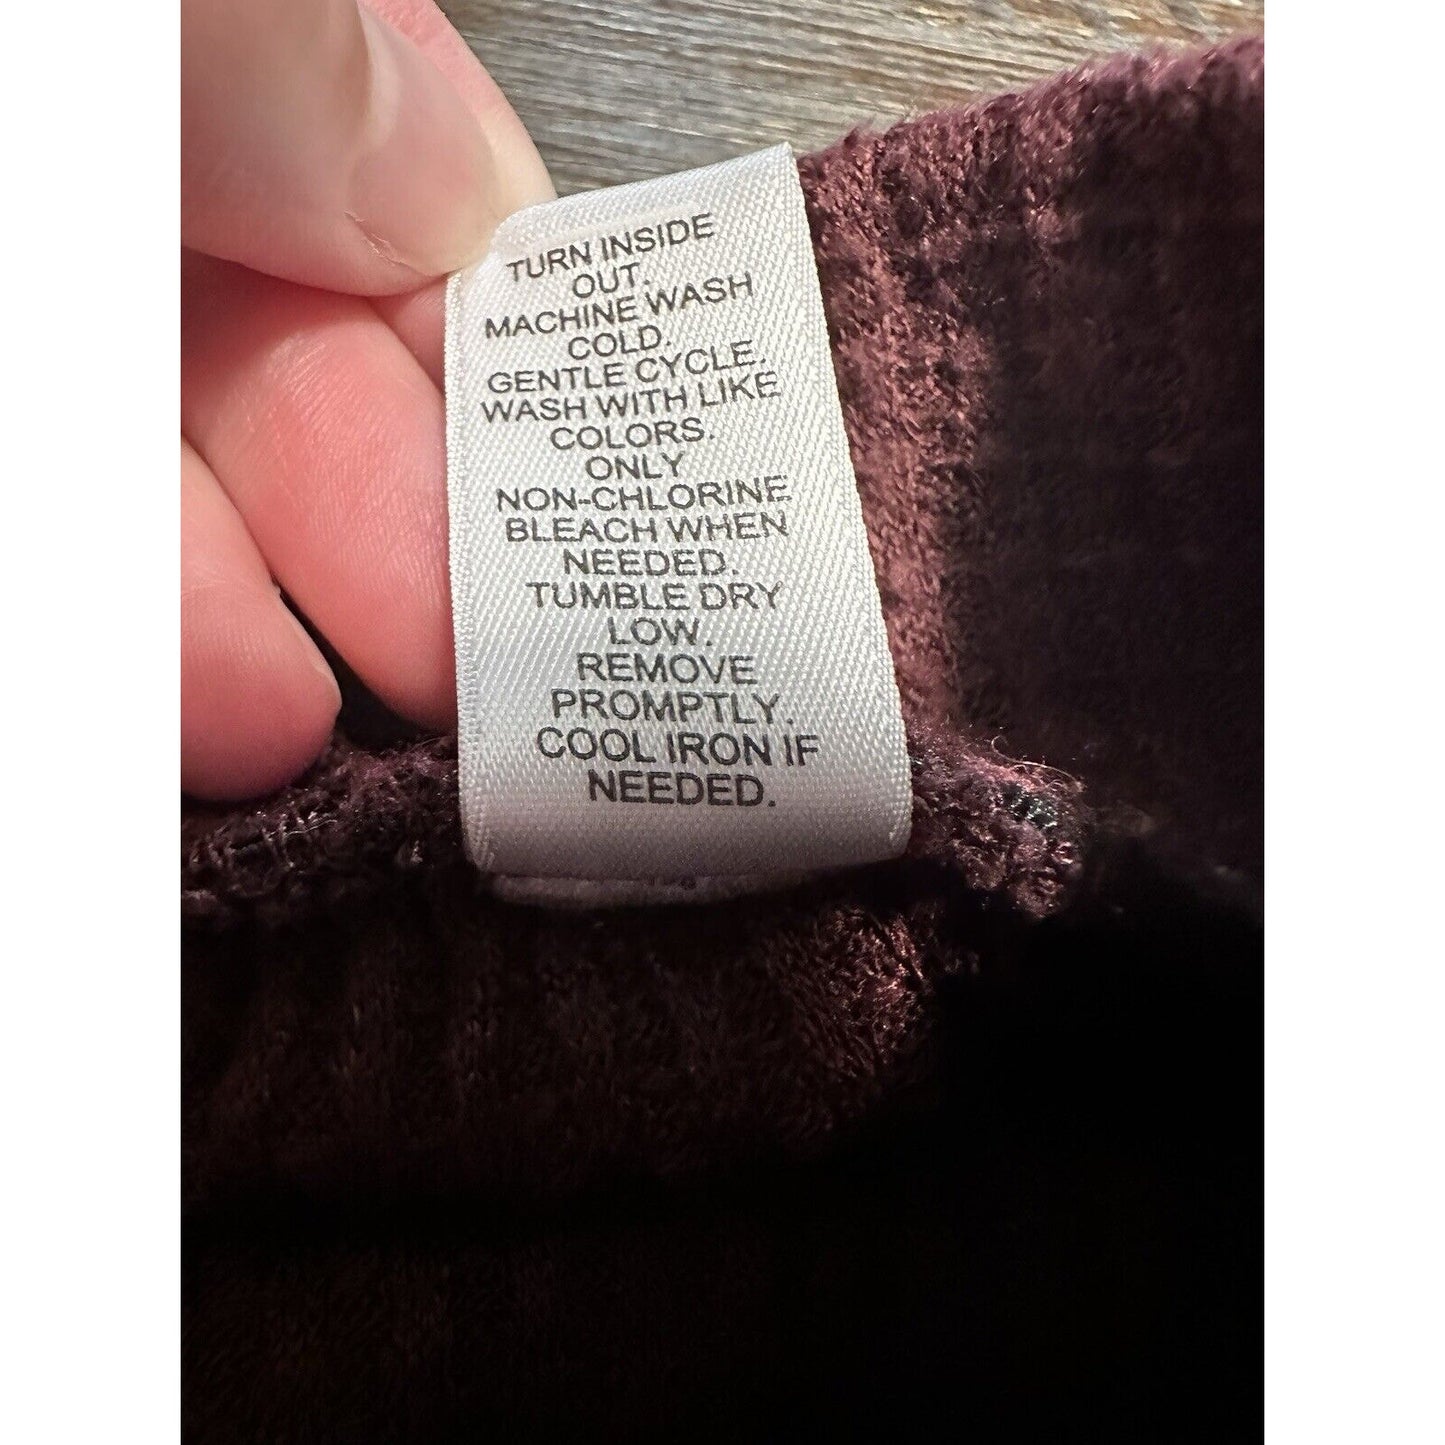 TURN INSIDE
OUT.
MACHINE WASH
COLD.
GENTLE CYCLE.
WASH WITH LIKE
COLORS.
ONLY
NON-CHLORINE
BLEACH WHEN
NEEDED.
TUMBLE DRY
LOW.
REMOVE
PROMPTLY.
COOL IRON IF
NEEDED.